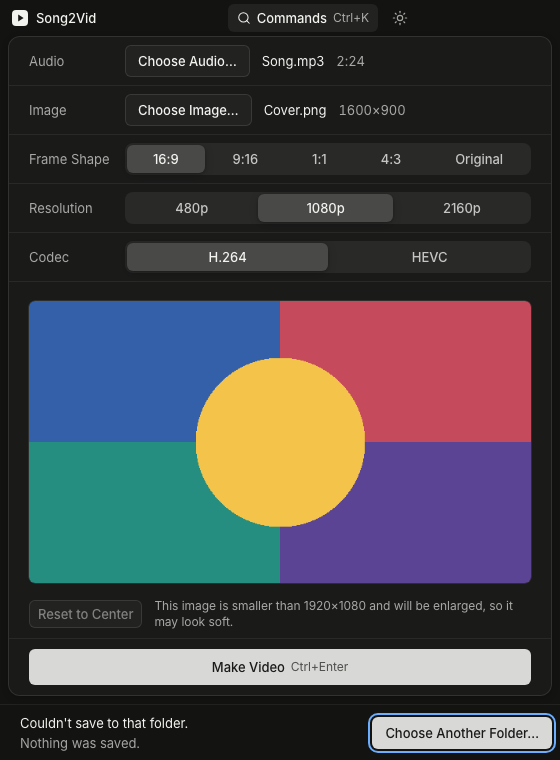 Song2Vid
Commands Ctrl+K
Audio Choose Audio... Song.mp3 2:24
Image Choose Image... Cover.png 1600×900
Frame Shape 16:9 9:16 1:1 4:3 Original
Resolution 480p 1080p 2160p
Codec H.264 HEVC
Reset to Center
This image is smaller than 1920×1080 and will be enlarged, so it
may look soft.
Make Video Ctrl+Enter
Couldn't save to that folder.
Nothing was saved.
Choose Another Folder...